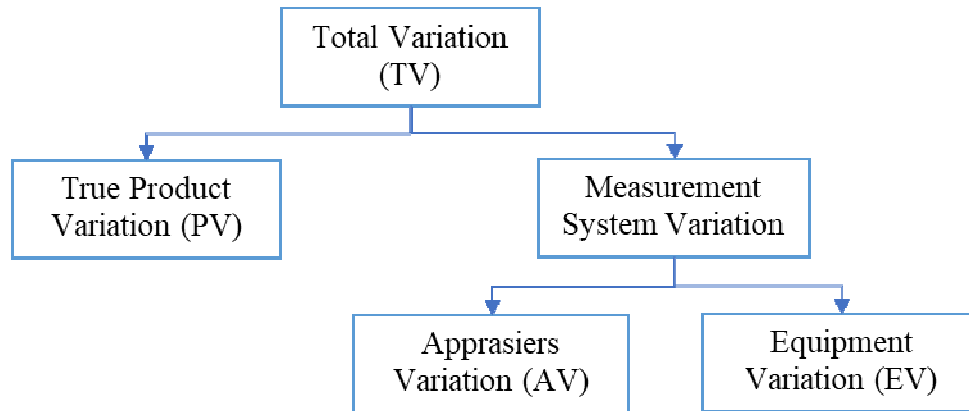 Total Variation
(TV)
True Product
Variation (PV)
Measurement
System Variation
Apprasiers
Variation (AV)
Equipment
Variation (EV)